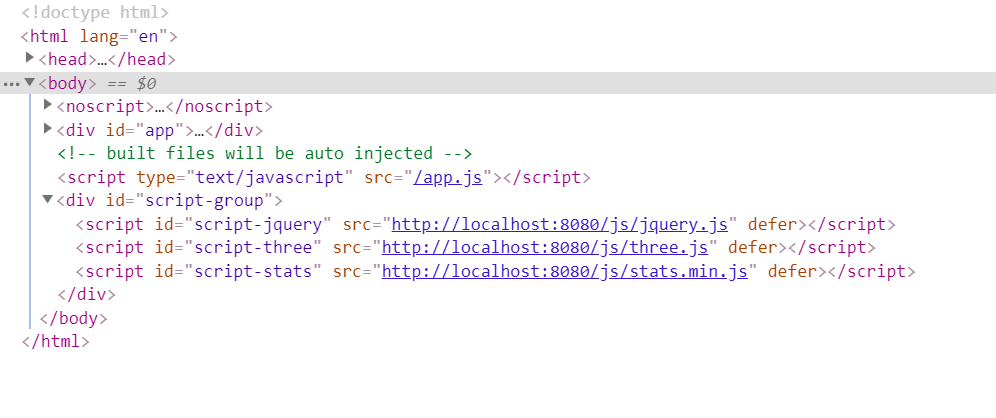 <!doctype html>
<html lang="en">
<head>…</head>
<body> == $0
<noscript>…</noscript>
<div id="app">…</div>
<!-- built files will be auto injected -->
<script type="text/javascript" src="/app.js"></script>
<div id="script-group">
<script id="script-jquery" src="http://localhost:8080/js/jquery.js" defer></script>
<script id="script-three" src="http://localhost:8080/js/three.js" defer></script>
<script id="script-stats" src="http://localhost:8080/js/stats.min.js" defer></script>
</div>
</body>
</html>